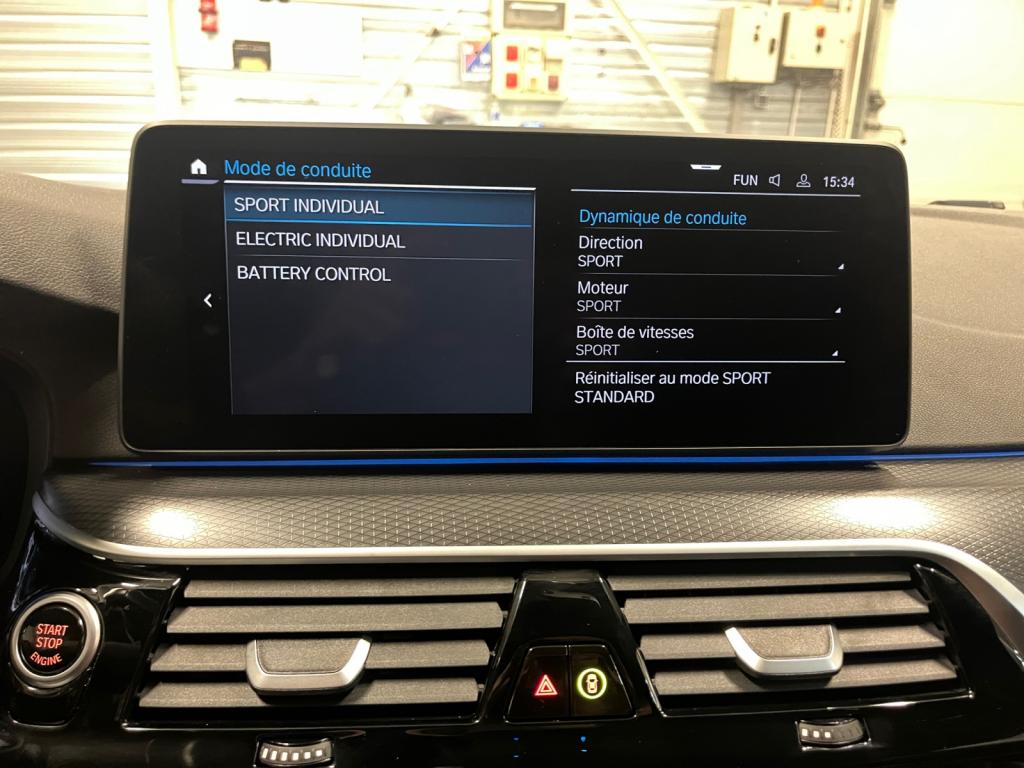 Mode de conduite
FUN 15:34
SPORT INDIVIDUAL
ELECTRIC INDIVIDUAL
BATTERY CONTROL
Dynamique de conduite
Direction
SPORT
Moteur
SPORT
Boîte de vitesses
SPORT
Réinitialiser au mode SPORT
STANDARD
START
STOP
ENGINE